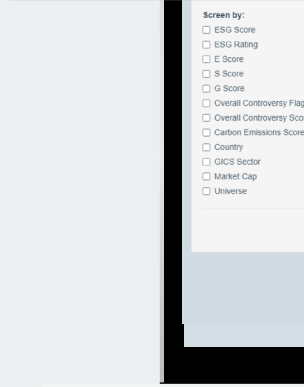 Screen by:
ESG Score
ESG Rating
E Score
S Score
G Score
Overall Controversy Flag
Overall Controversy Sco
Carbon Emissions Score
Country
GICS Sector
Market Cap
Universe